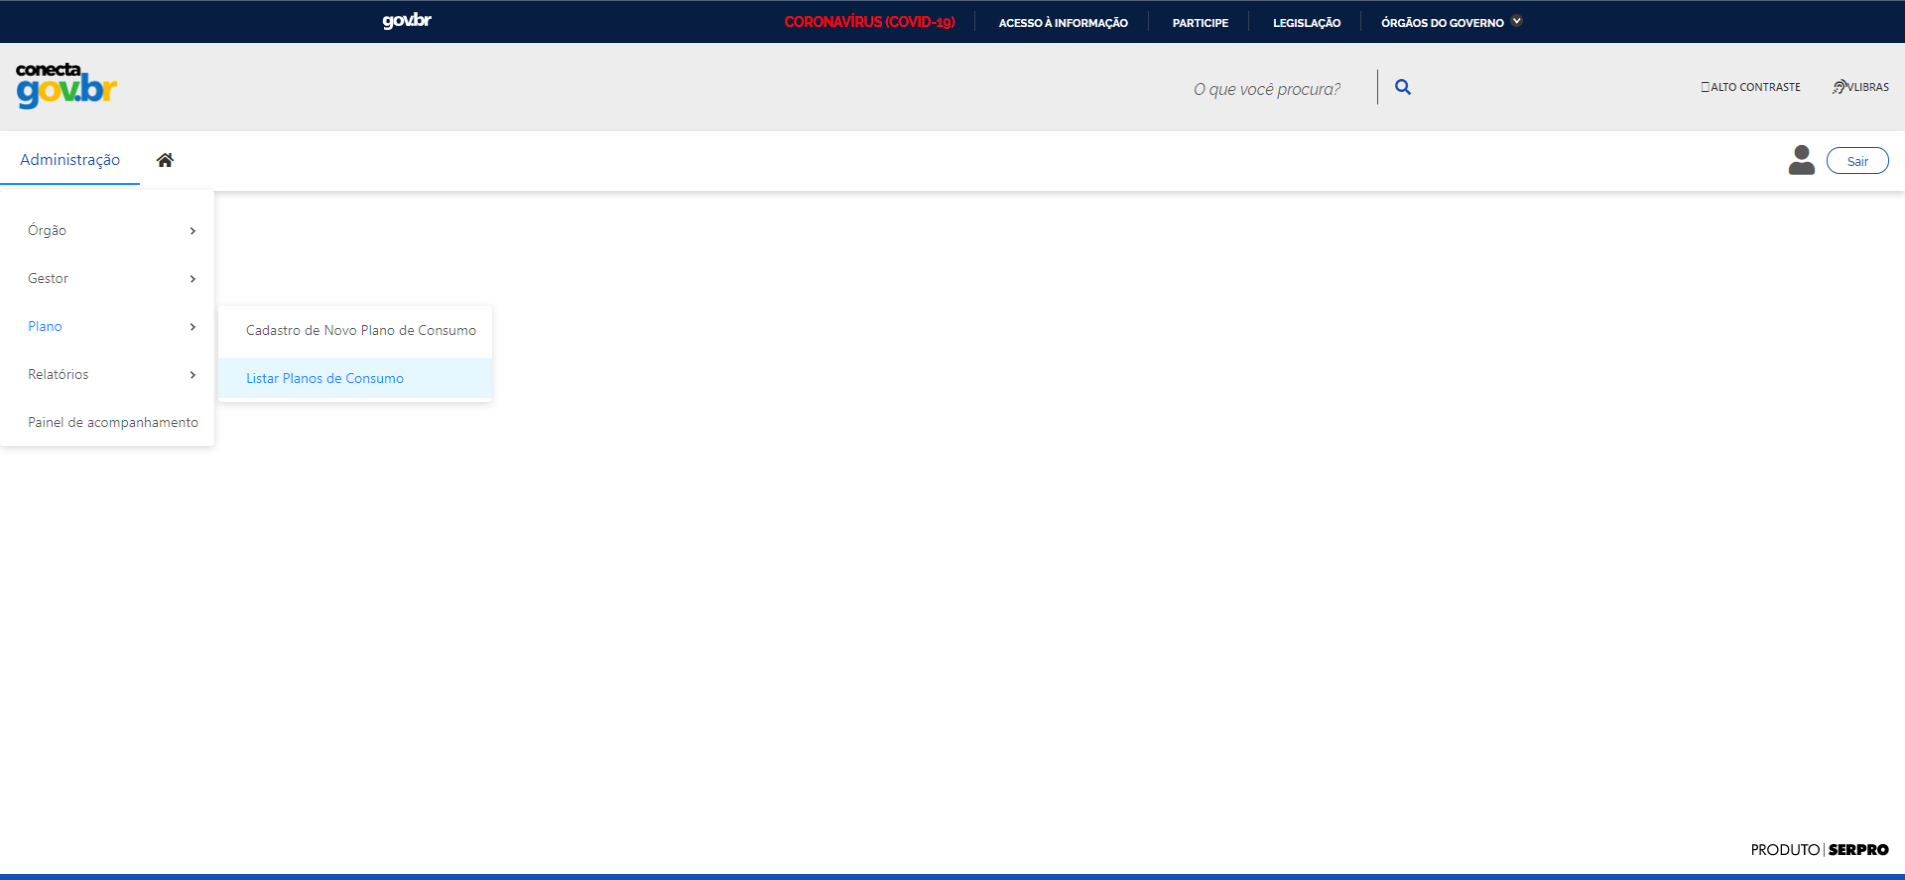 gov.br
CORONAVÍRUS (COVID-19)
ACESSO À INFORMAÇÃO
PARTICIPE
LEGISLAÇÃO
ÓRGÃOS DO GOVERNO
conecta
gov.br
O que você procura?
ALTO CONTRASTE
VLIBRAS
Administração
Sair
Órgão
Gestor
Plano
Cadastro de Novo Plano de Consumo
Relatórios
Listar Planos de Consumo
Painel de acompanhamento
PRODUTO | SERPRO